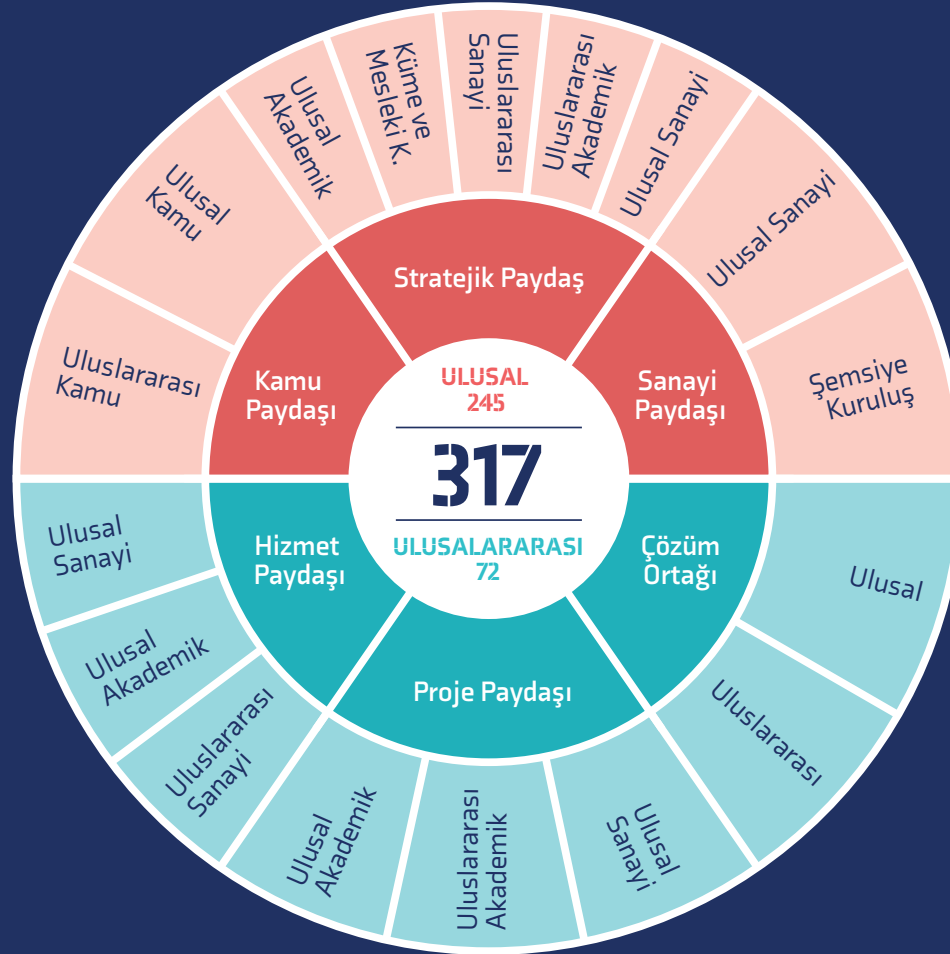 ULUSAL
245
317
ULUSALARARASI
72
Stratejik Paydaş
Sanayi
Paydaşı
Çözüm
Ortağı
Proje Paydaşı
Hizmet
Paydaşı
Kamu
Paydaşı
Ulusal
Akademik
Küme ve
Mesleki K.
Uluslararası
Sanayi
Uluslararası
Akademik
Ulusal Sanayi
Ulusal Sanayi
Şemsiye
Kuruluş
Ulusal
Uluslararası
Ulusal
Sanayi
Uluslararası
Akademik
Ulusal
Akademik
Uluslararası
Sanayi
Ulusal
Akademik
Ulusal
Sanayi
Uluslararası
Kamu
Ulusal
Kamu